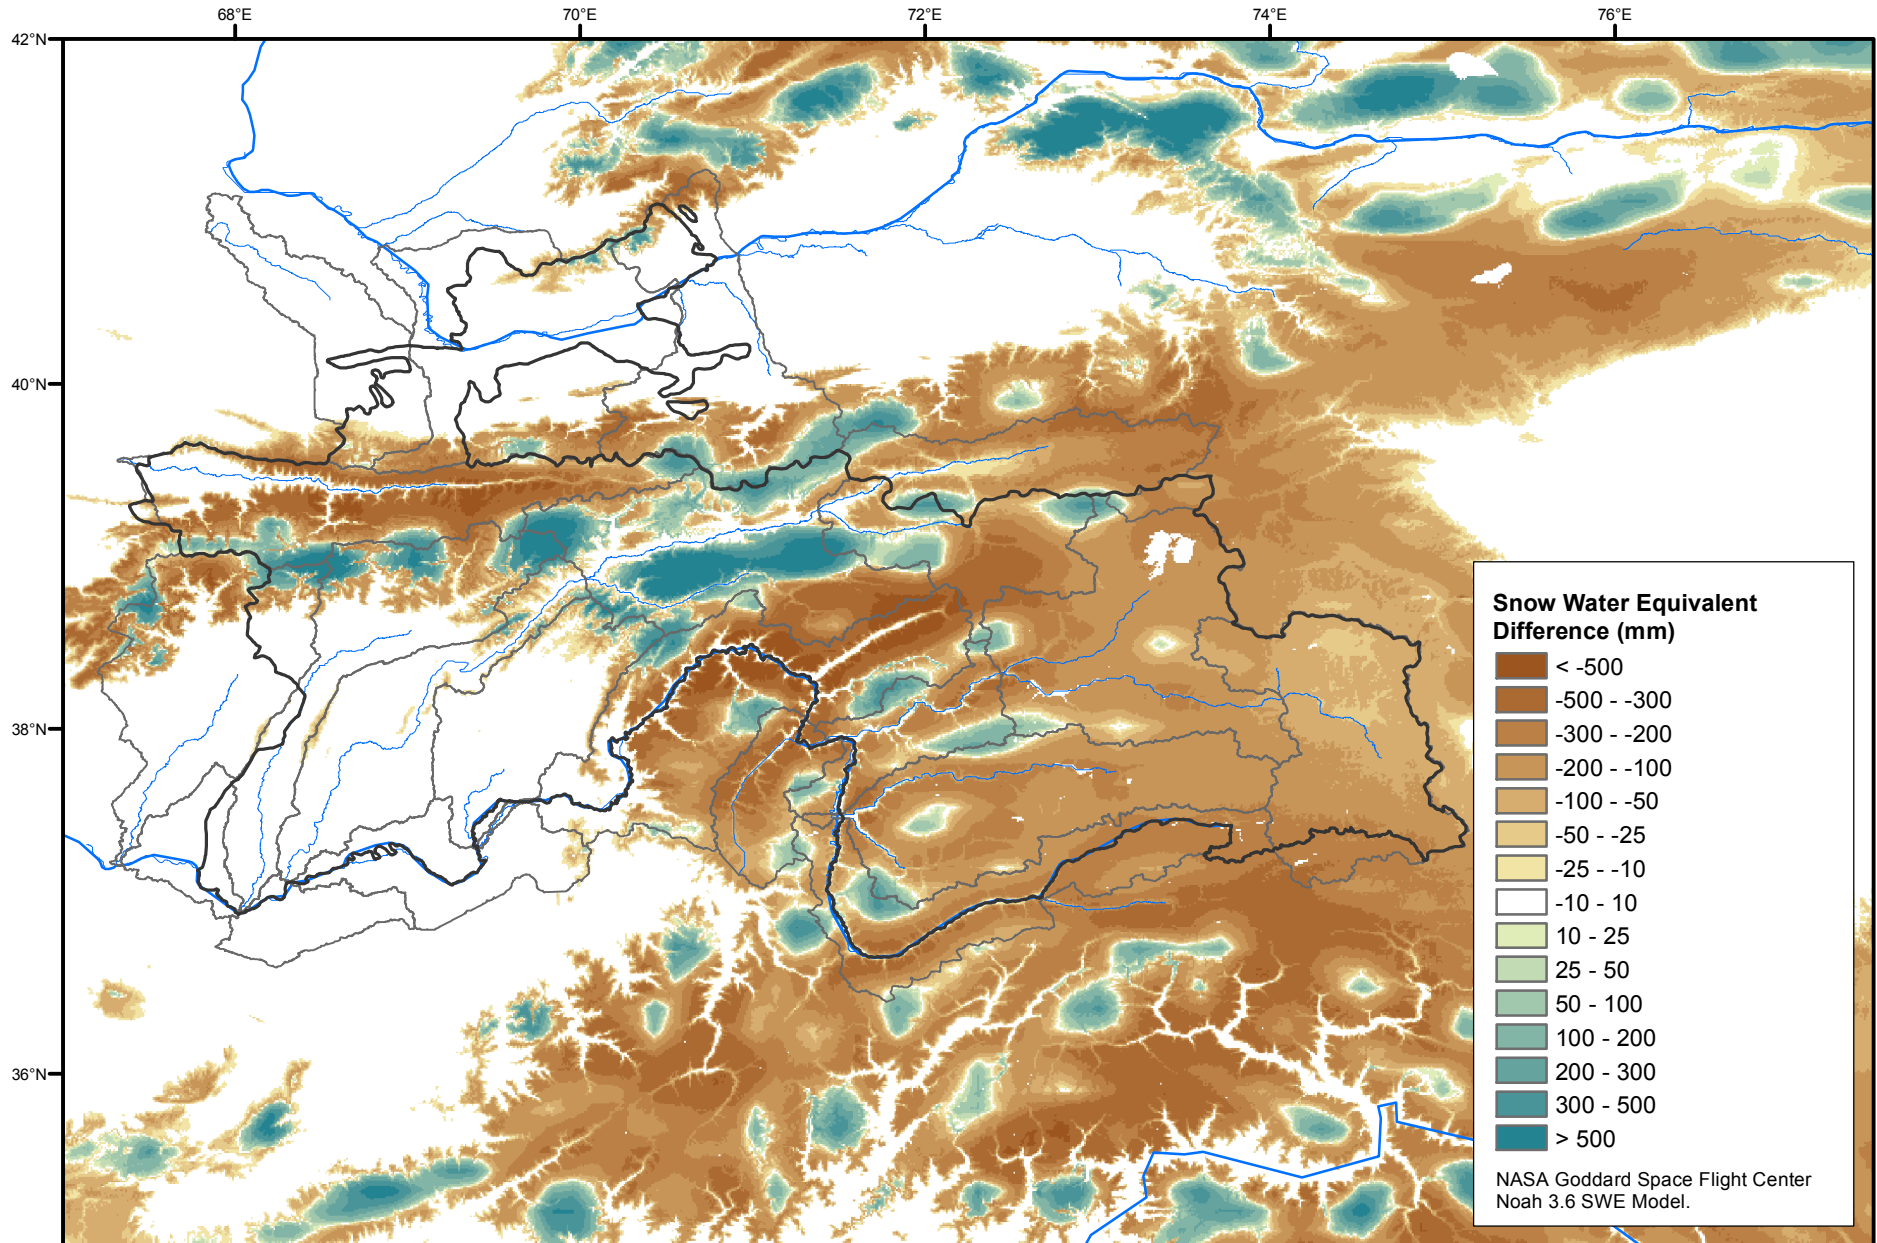 68°E
70°E
72°E
74°E
76°E
42°N
40°N
38°N
36°N
Snow Water Equivalent
Difference (mm)
< -500
-500 - -300
-300 - -200
-200 - -100
-100 - -50
-50 - -25
-25 - -10
-10 - 10
10 - 25
25 - 50
50 - 100
100 - 200
200 - 300
300 - 500
> 500
NASA Goddard Space Flight Center
Noah 3.6 SWE Model.